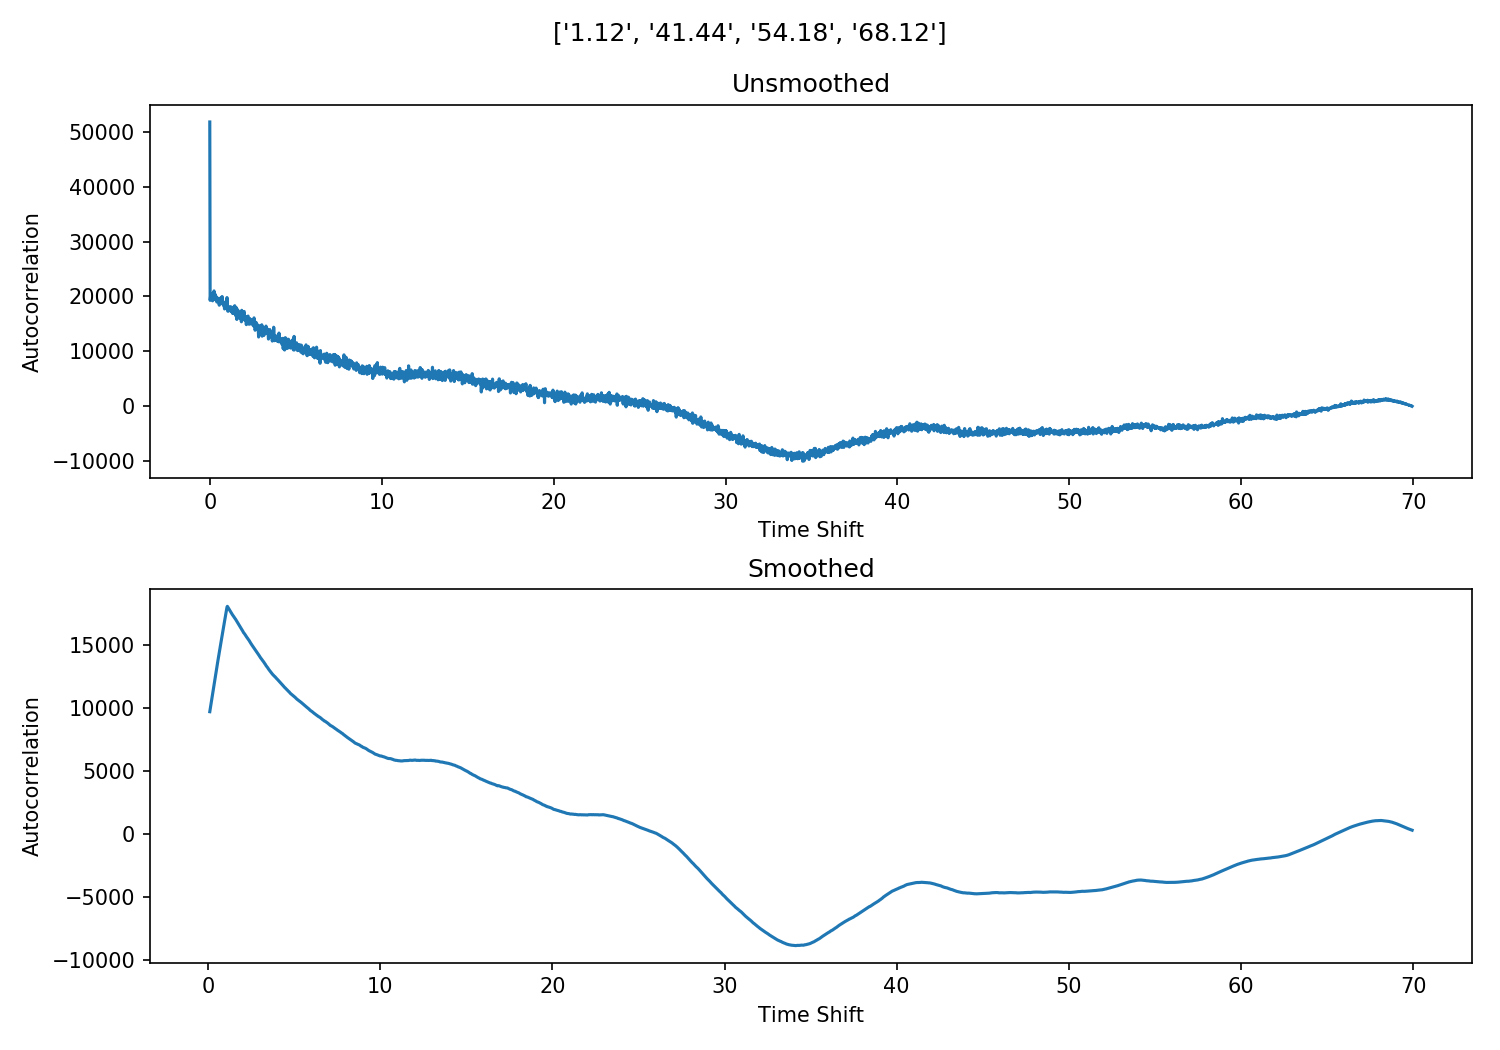 ['1.12', '41.44', '54.18', '68.12']
Unsmoothed
Autocorrelation
50000
40000
30000
20000
10000
0
−10000
0 10 20 30 40 50 60 70
Time Shift
Smoothed
Autocorrelation
15000
10000
5000
0
−5000
−10000
0 10 20 30 40 50 60 70
Time Shift